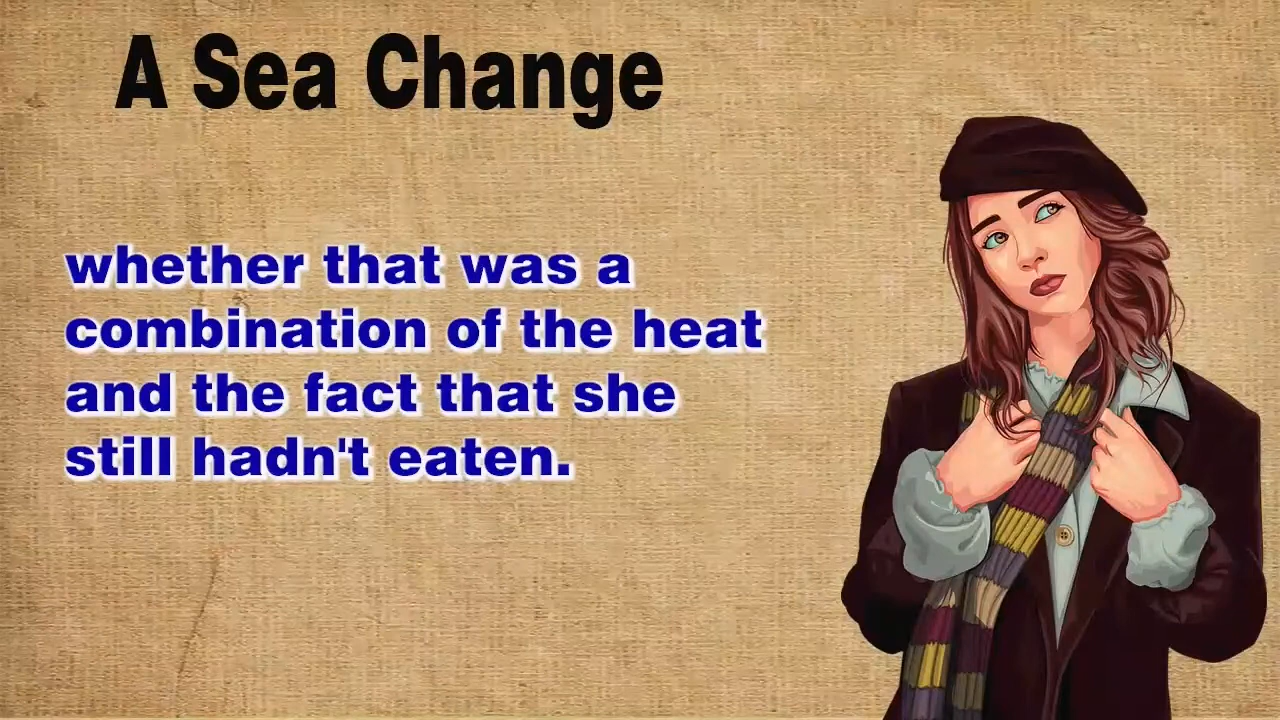 A Sea Change
whether that was a
combination of the heat
and the fact that she
still hadn't eaten.